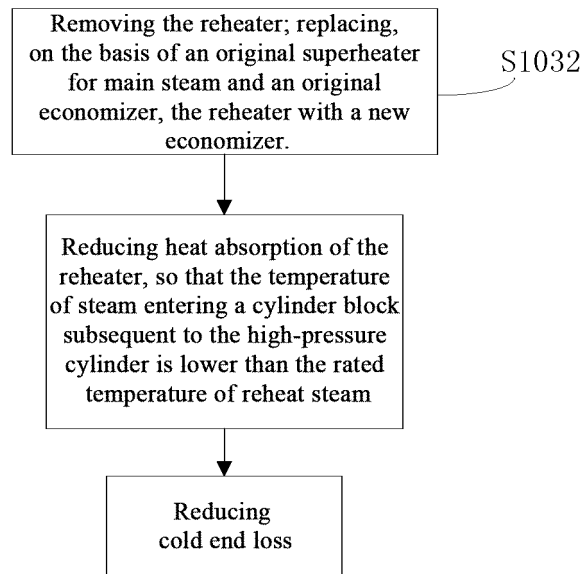 Removing the reheater; replacing,
on the basis of an original superheater
for main steam and an original
economizer, the reheater with a new
economizer.
S1032
Reducing heat absorption of the
reheater, so that the temperature
of steam entering a cylinder block
subsequent to the high-pressure
cylinder is lower than the rated
temperature of reheat steam
Reducing
cold end loss